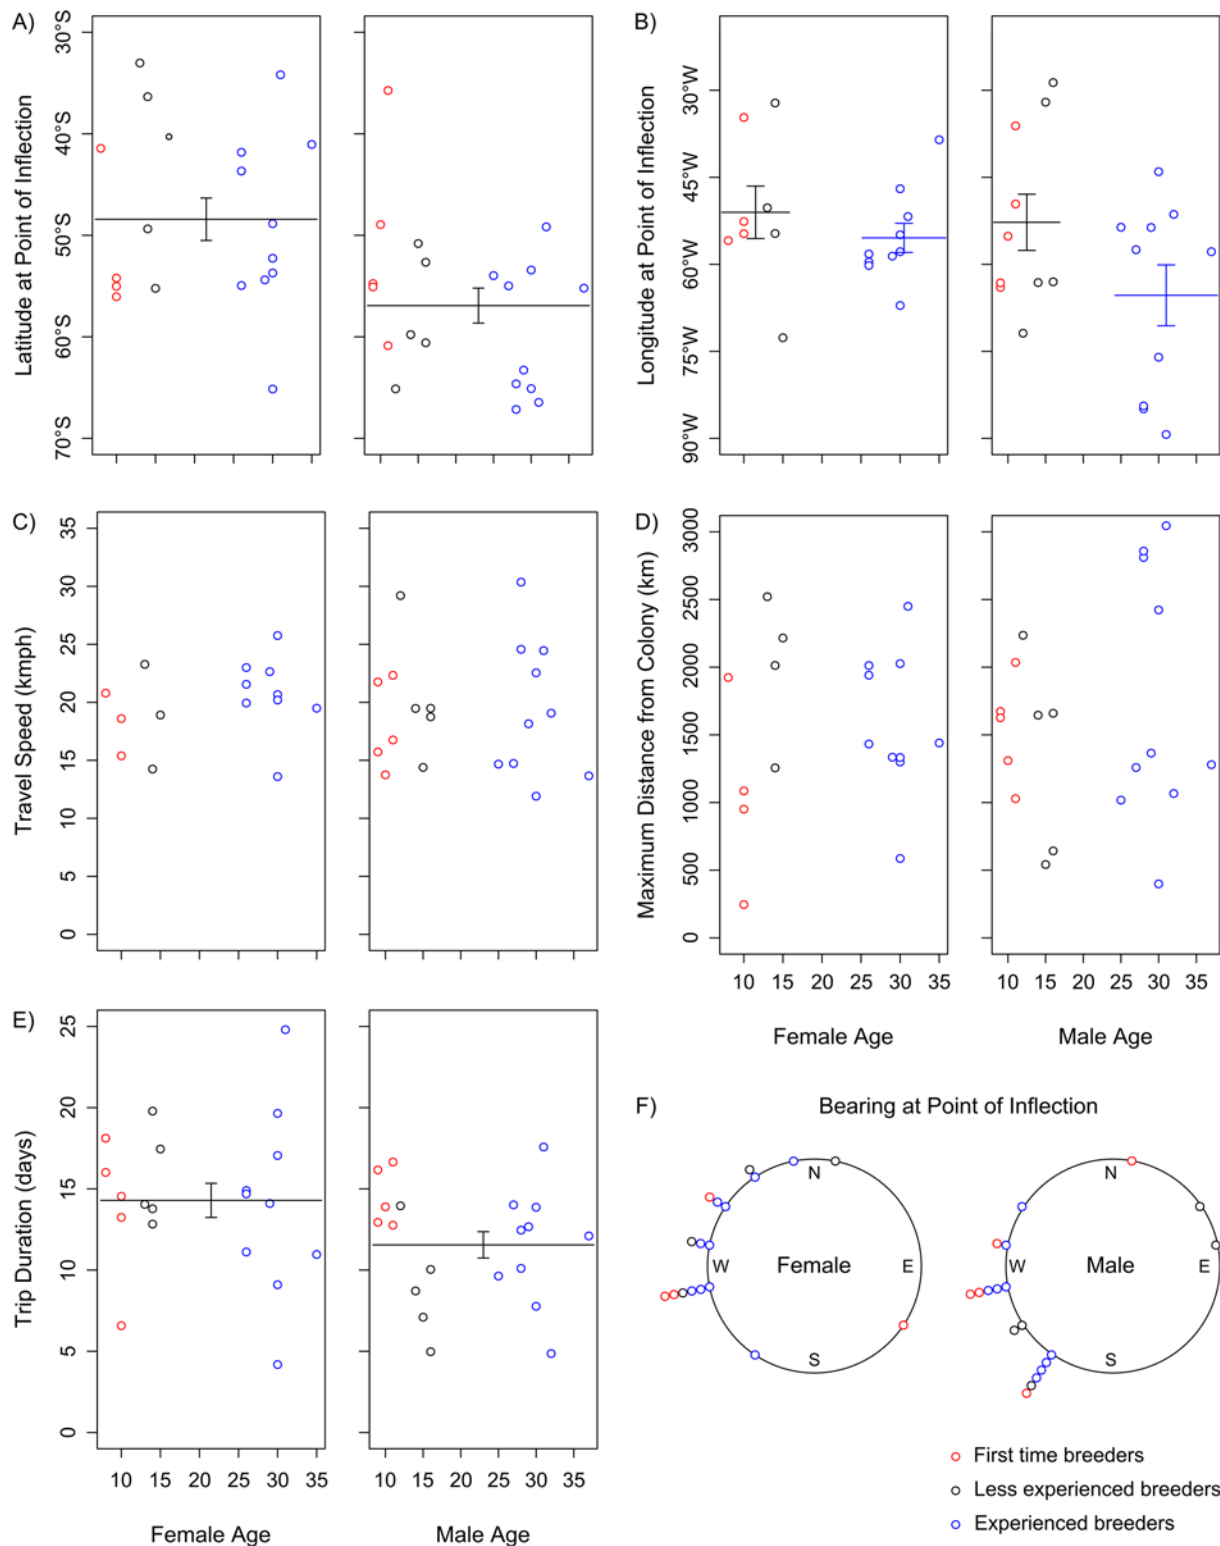 A)
B)
30°S
40°S
50°S
60°S
70°S
Latitude at Point of Inflection
30°W
45°W
60°W
75°W
90°W
Longitude at Point of Inflection
C)
D)
35
30
25
20
15
10
5
0
Travel Speed (kmph)
3000
2500
2000
1500
1000
500
0
Maximum Distance from Colony (km)
10 15 20 25 30 35
10 15 20 25 30 35
Female Age
Male Age
E)
25
20
15
10
5
0
Trip Duration (days)
10 15 20 25 30 35
10 15 20 25 30 35
Female Age
Male Age
F)
Bearing at Point of Inflection
N
W Female E
S
N
W Male E
S
First time breeders
Less experienced breeders
Experienced breeders